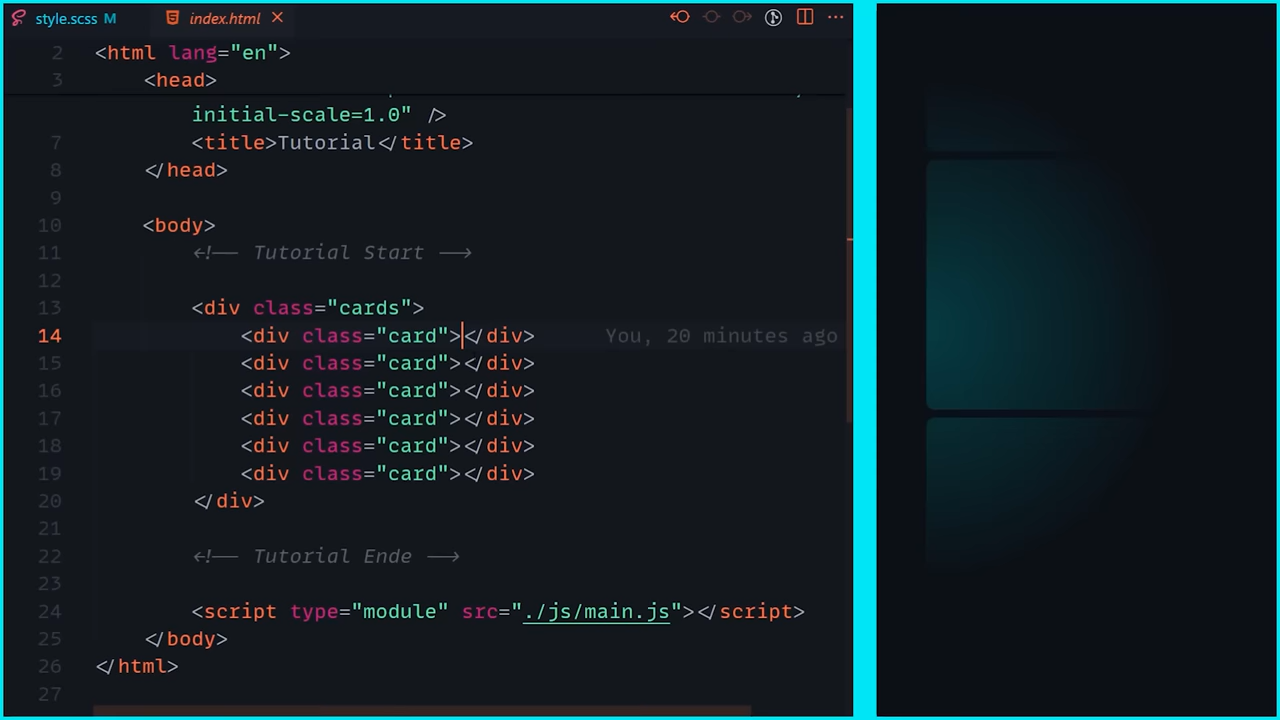 style.scss M index.html
2 <html lang="en">
3 <head>
initial-scale=1.0" />
7 <title>Tutorial</title>
8 </head>
9
10 <body>
11 <!-- Tutorial Start -->
12
13 <div class="cards">
14 <div class="card"></div> You, 20 minutes ago
15 <div class="card"></div>
16 <div class="card"></div>
17 <div class="card"></div>
18 <div class="card"></div>
19 <div class="card"></div>
20 </div>
21
22 <!-- Tutorial Ende -->
23
24 <script type="module" src="./js/main.js"></script>
25 </body>
26 </html>
27